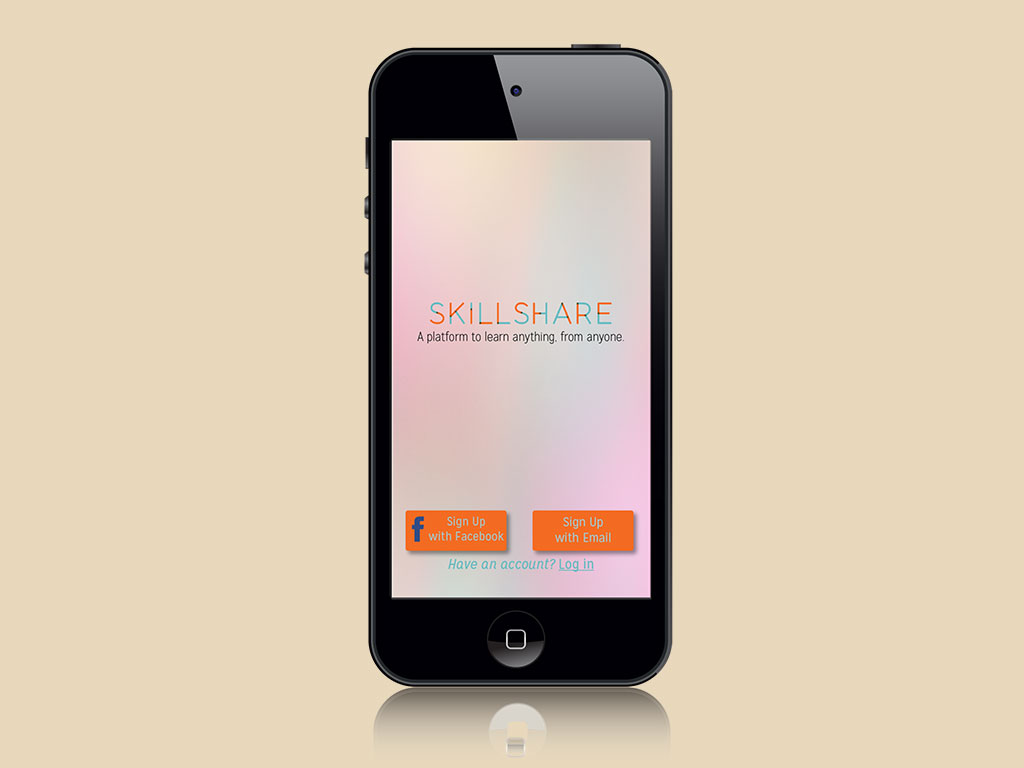 SKILLSHARE
A platform to learn anything, from anyone.
f Sign Up
with Facebook
Sign Up
with Email
Have an account? Log in